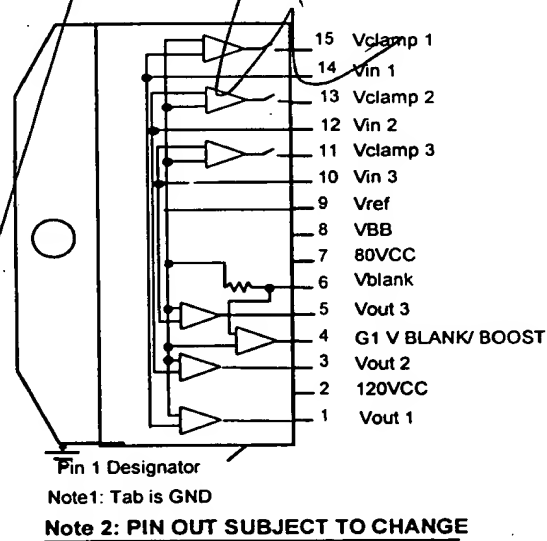 15 Vclamp 1
14 Vin 1
13 Vclamp 2
12 Vin 2
11 Vclamp 3
10 Vin 3
9 Vref
8 VBB
7 80VCC
6 Vblank
5 Vout 3
4 G1 V BLANK/ BOOST
3 Vout 2
2 120VCC
1 Vout 1
Pin 1 Designator
Note1: Tab is GND
Note 2: PIN OUT SUBJECT TO CHANGE